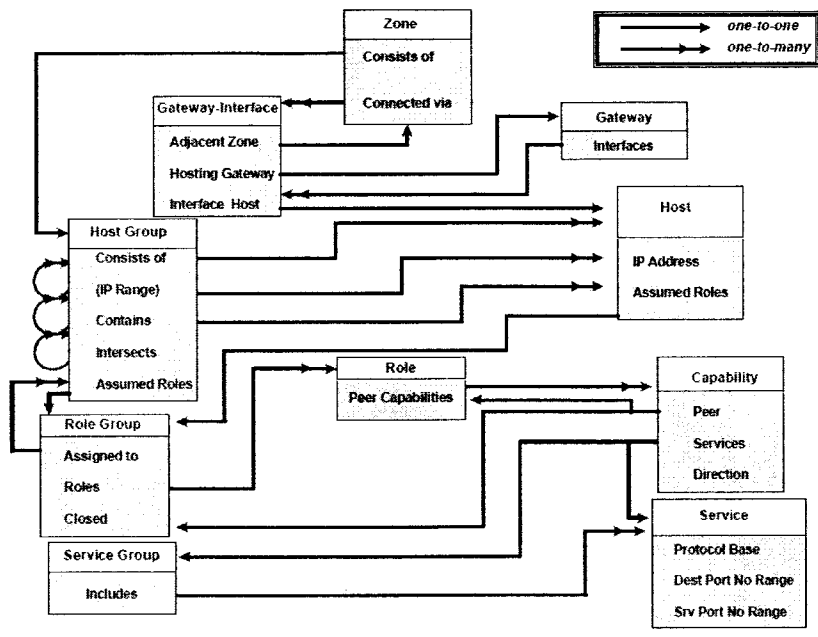 Zone
Consists of
Connected via
one-to-one
one-to-many
Gateway-Interface
Adjacent Zone
Hosting Gateway
Interface Host
Gateway
Interfaces
Host Group
Consists of
(IP Range)
Contains
Intersects
Assumed Roles
Host
IP Address
Assumed Roles
Role
Peer Capabilities
Capability
Peer
Services
Direction
Role Group
Assigned to
Roles
Closed
Service Group
Includes
Service
Protocol Base
Dest Port No Range
Srv Port No Range